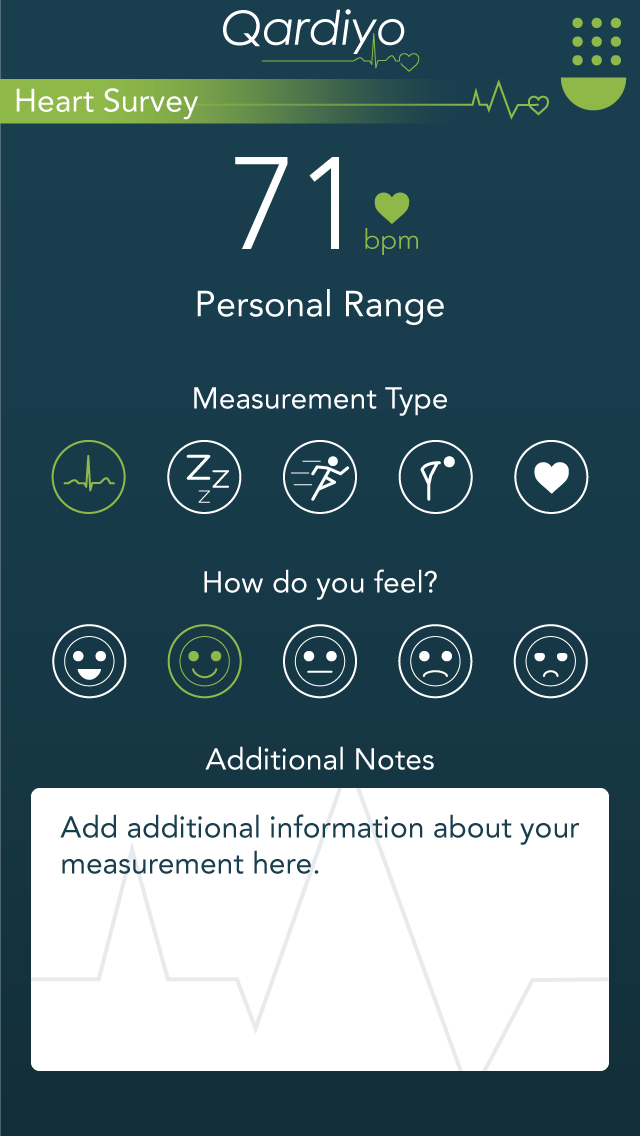 Qardiyo
Heart Survey
71
bpm
Personal Range
Measurement Type
Z Z
Z
How do you feel?
Additional Notes
Add additional information about your
measurement here.